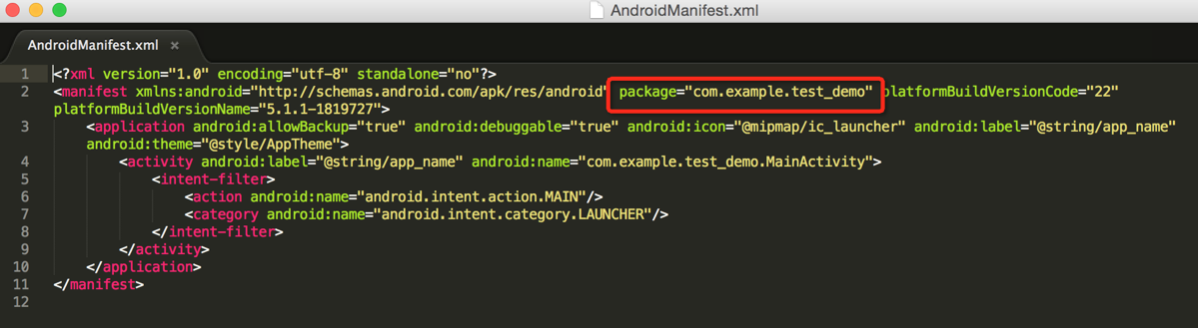 AndroidManifest.xml
AndroidManifest.xml ×
1 <?xml version="1.0" encoding="utf-8" standalone="no"?>
2 <manifest xmlns:android="http://schemas.android.com/apk/res/android" package="com.example.test_demo" platformBuildVersionCode="22"
platformBuildVersionName="5.1.1-1819727">
3 <application android:allowBackup="true" android:debuggable="true" android:icon="@mipmap/ic_launcher" android:label="@string/app_name"
android:theme="@style/AppTheme">
4 <activity android:label="@string/app_name" android:name="com.example.test_demo.MainActivity">
5 <intent-filter>
6 <action android:name="android.intent.action.MAIN"/>
7 <category android:name="android.intent.category.LAUNCHER"/>
8 </intent-filter>
9 </activity>
10 </application>
11 </manifest>
12